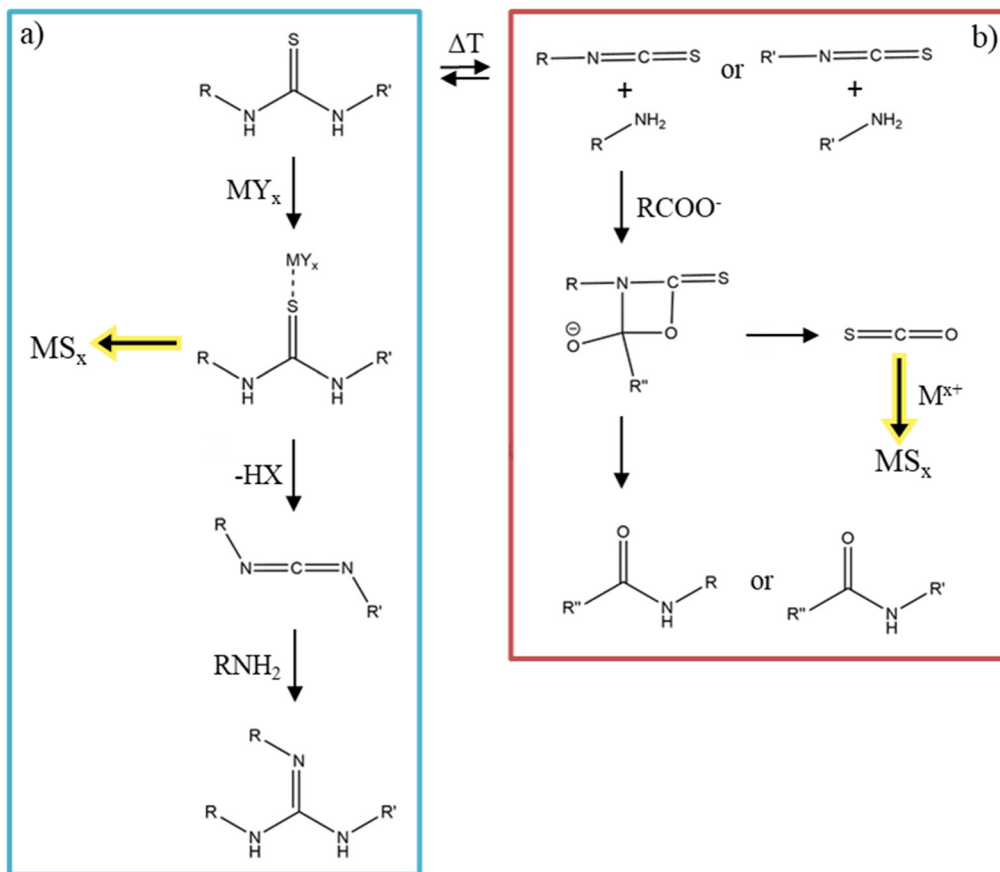 a)
S
R
N
H
N
H
R'
MYₓ
MYₓ
S
R
N
H
N
H
R'
MSₓ
-HX
R
N
C
N
R'
RNH₂
R
N
R
N
H
N
H
R'
ΔT
b)
R
N
C
S
or
R'
N
C
S
+
+
R
NH₂
R'
NH₂
RCOO⁻
R
N
C
S
⊖
O
O
R"
S
C
O
Mˣ⁺
MSₓ
O
R"
N
H
R
or
O
R"
N
H
R'